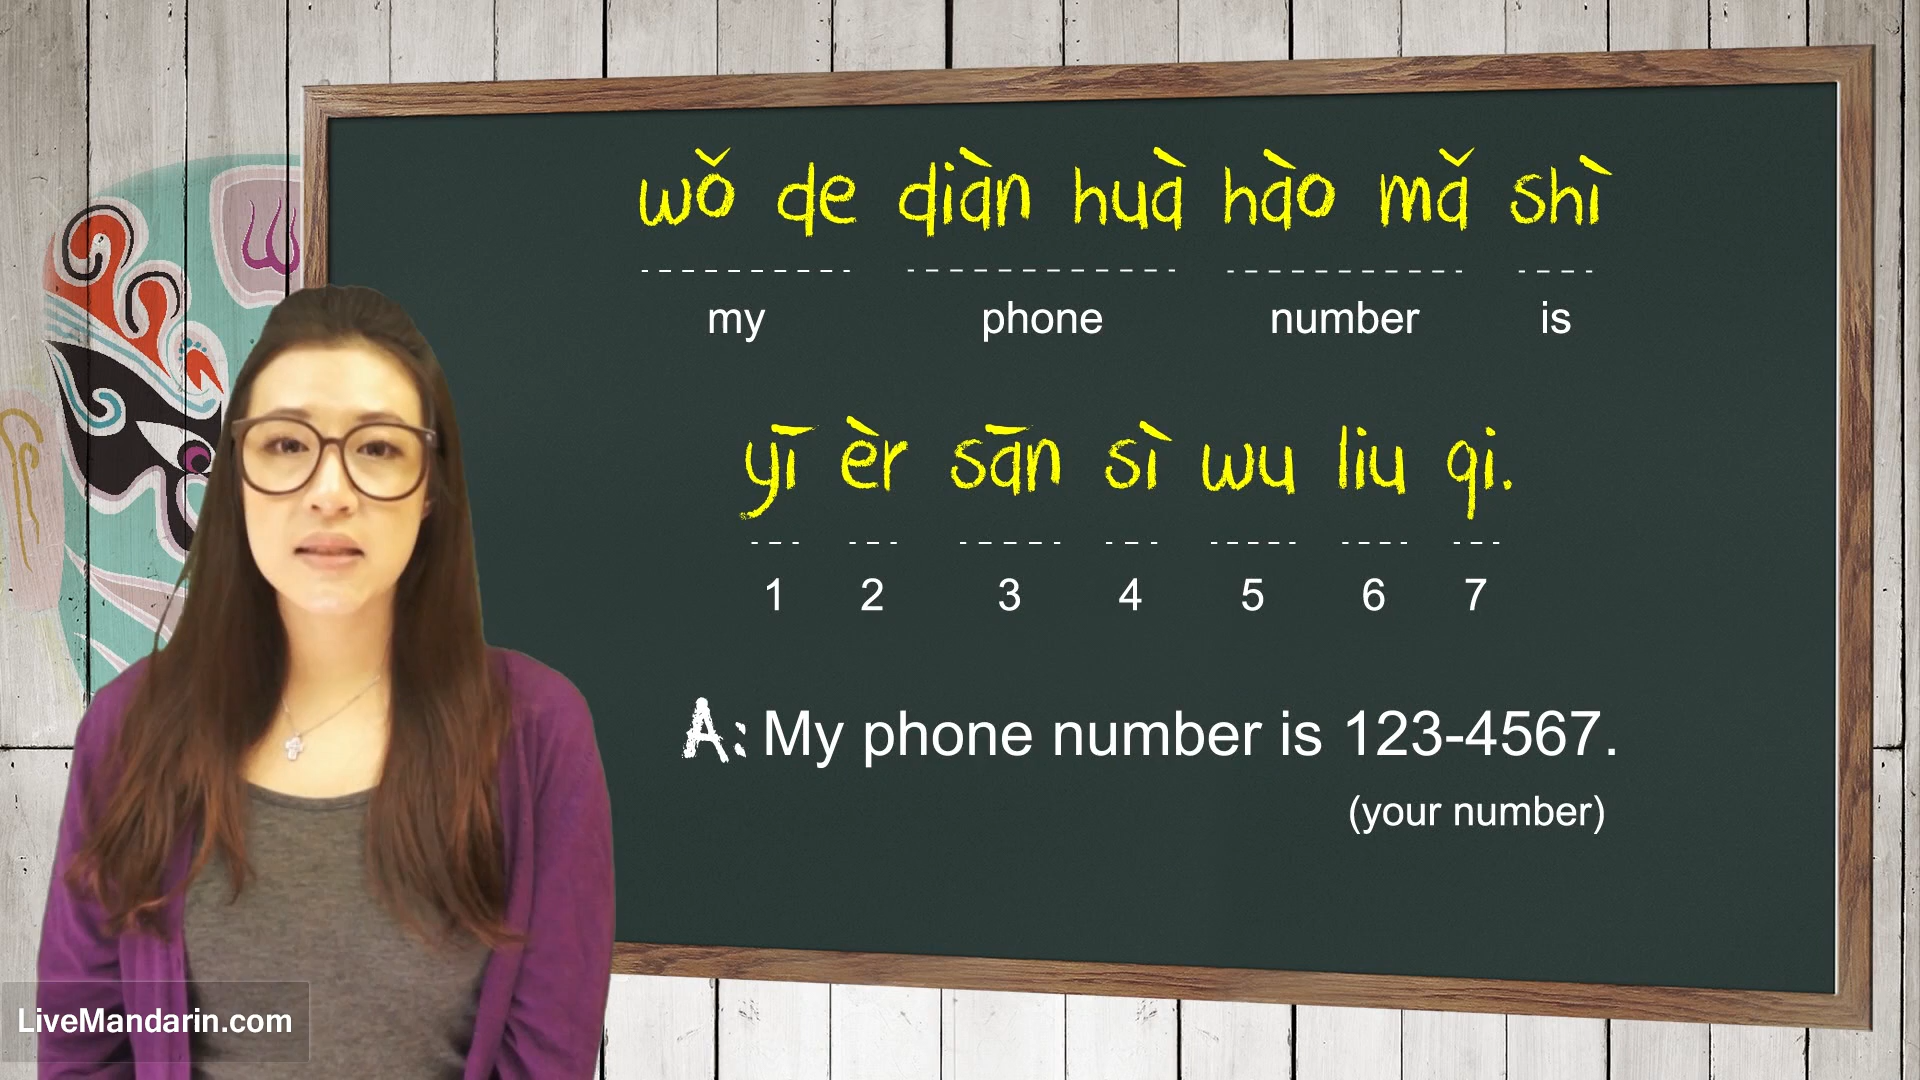 wǒ de diàn huà hào mǎ shì
my phone number is
yī èr sān sì wu liu qi.
1 2 3 4 5 6 7
A: My phone number is 123-4567.
(your number)
LiveMandarin.com